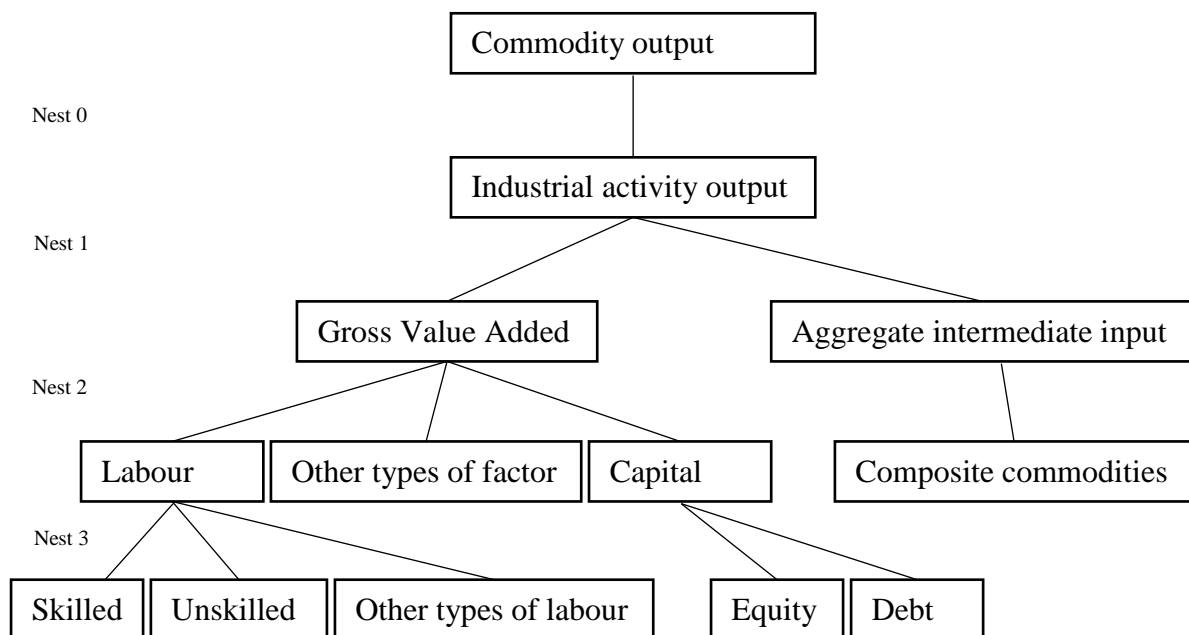 Commodity output
Nest 0
Industrial activity output
Nest 1
Gross Value Added
Aggregate intermediate input
Nest 2
Labour
Other types of factor
Capital
Composite commodities
Nest 3
Skilled
Unskilled
Other types of labour
Equity
Debt